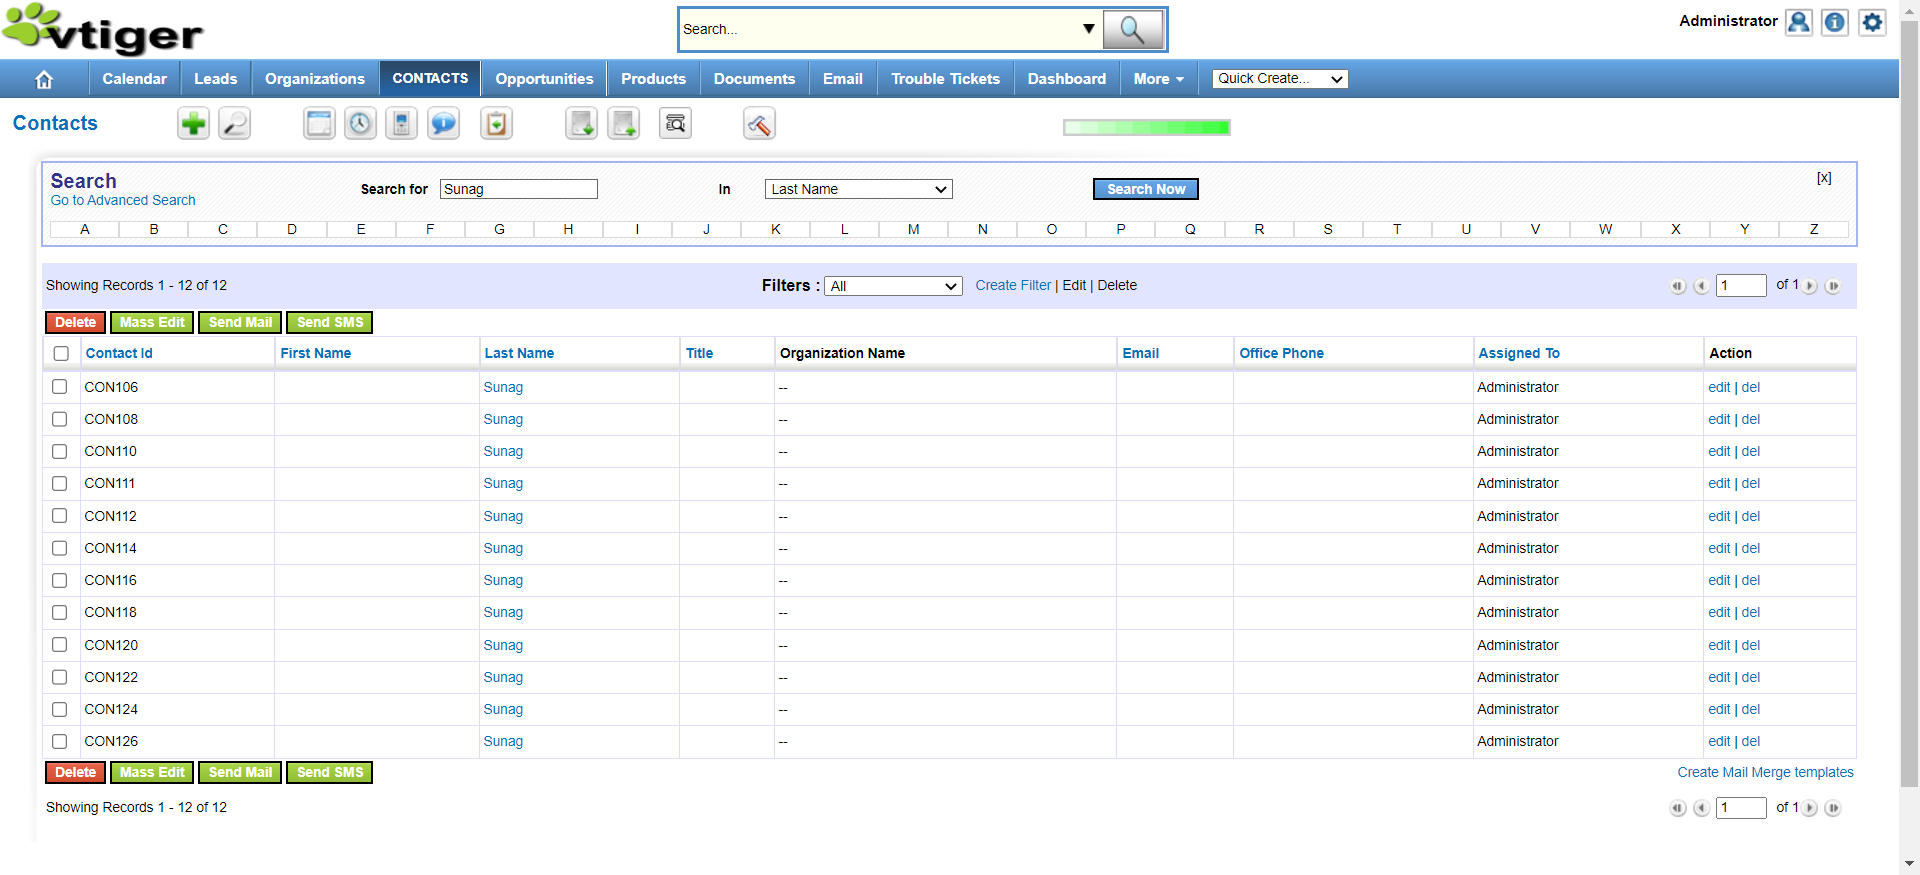 vtiger
Search...
Administrator
Calendar Leads Organizations CONTACTS Opportunities Products Documents Email Trouble Tickets Dashboard More Quick Create...
Contacts
Search
Go to Advanced Search
Search for Sunag In Last Name Search Now [x]
A B C D E F G H I J K L M N O P Q R S T U V W X Y Z
Showing Records 1 - 12 of 12 Filters : All Create Filter | Edit | Delete 1 of 1
Delete Mass Edit Send Mail Send SMS
Contact Id First Name Last Name Title Organization Name Email Office Phone Assigned To Action
CON106 Sunag -- Administrator edit | del
CON108 Sunag -- Administrator edit | del
CON110 Sunag -- Administrator edit | del
CON111 Sunag -- Administrator edit | del
CON112 Sunag -- Administrator edit | del
CON114 Sunag -- Administrator edit | del
CON116 Sunag -- Administrator edit | del
CON118 Sunag -- Administrator edit | del
CON120 Sunag -- Administrator edit | del
CON122 Sunag -- Administrator edit | del
CON124 Sunag -- Administrator edit | del
CON126 Sunag -- Administrator edit | del
Delete Mass Edit Send Mail Send SMS Create Mail Merge templates
Showing Records 1 - 12 of 12 1 of 1